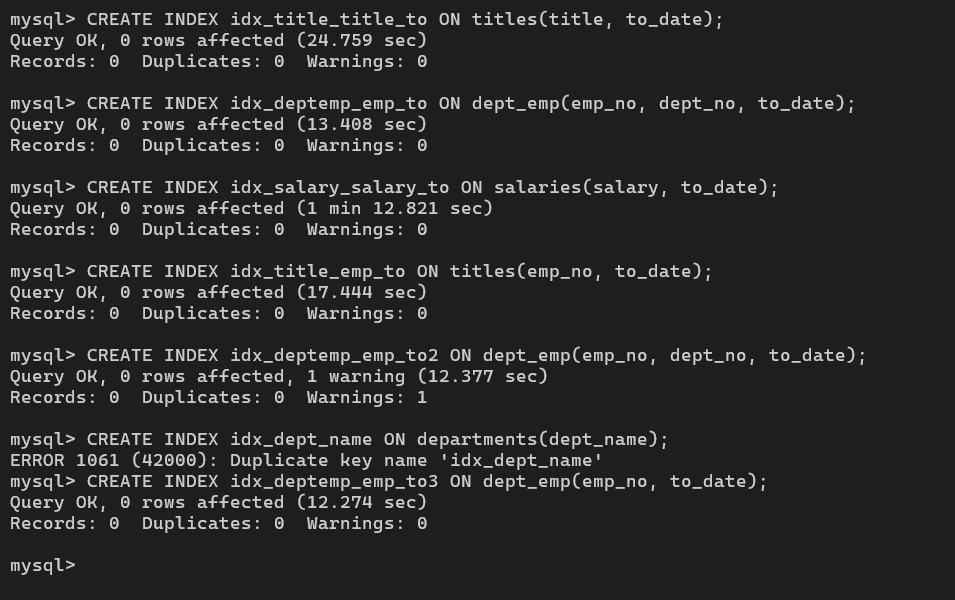 mysql> CREATE INDEX idx_title_title_to ON titles(title, to_date);
Query OK, 0 rows affected (24.759 sec)
Records: 0  Duplicates: 0  Warnings: 0

mysql> CREATE INDEX idx_deptemp_emp_to ON dept_emp(emp_no, dept_no, to_date);
Query OK, 0 rows affected (13.408 sec)
Records: 0  Duplicates: 0  Warnings: 0

mysql> CREATE INDEX idx_salary_salary_to ON salaries(salary, to_date);
Query OK, 0 rows affected (1 min 12.821 sec)
Records: 0  Duplicates: 0  Warnings: 0

mysql> CREATE INDEX idx_title_emp_to ON titles(emp_no, to_date);
Query OK, 0 rows affected (17.444 sec)
Records: 0  Duplicates: 0  Warnings: 0

mysql> CREATE INDEX idx_deptemp_emp_to2 ON dept_emp(emp_no, dept_no, to_date);
Query OK, 0 rows affected, 1 warning (12.377 sec)
Records: 0  Duplicates: 0  Warnings: 1

mysql> CREATE INDEX idx_dept_name ON departments(dept_name);
ERROR 1061 (42000): Duplicate key name 'idx_dept_name'
mysql> CREATE INDEX idx_deptemp_emp_to3 ON dept_emp(emp_no, to_date);
Query OK, 0 rows affected (12.274 sec)
Records: 0  Duplicates: 0  Warnings: 0

mysql>